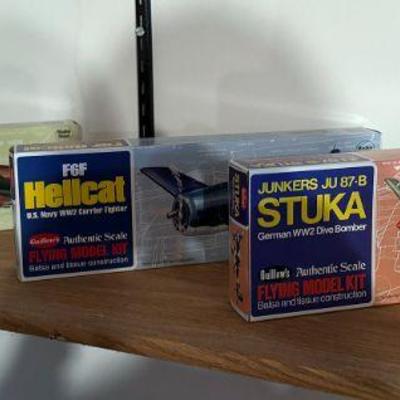 F6F
Hellcat
U.S. Navy WW2 Carrier Fighter
Guillow's Authentic Scale
FLYING MODEL KIT
Balsa and tissue construction
STUKA
JUNKERS JU 87-B
STUKA
German WW2 Dive Bomber
Guillow's Authentic Scale
FLYING MODEL KIT
Balsa and tissue construction